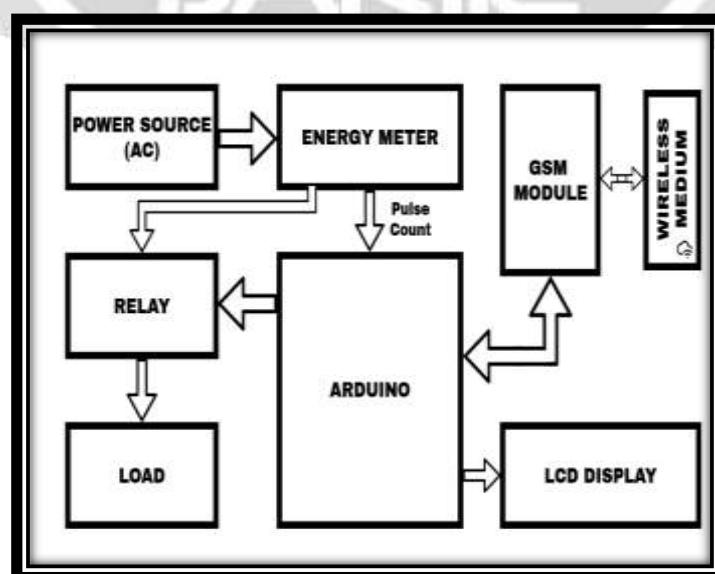 POWER SOURCE
(AC)
ENERGY METER
GSM
MODULE
WIRELESS
MEDIUM
Pulse
Count
RELAY
ARDUINO
LOAD
LCD DISPLAY